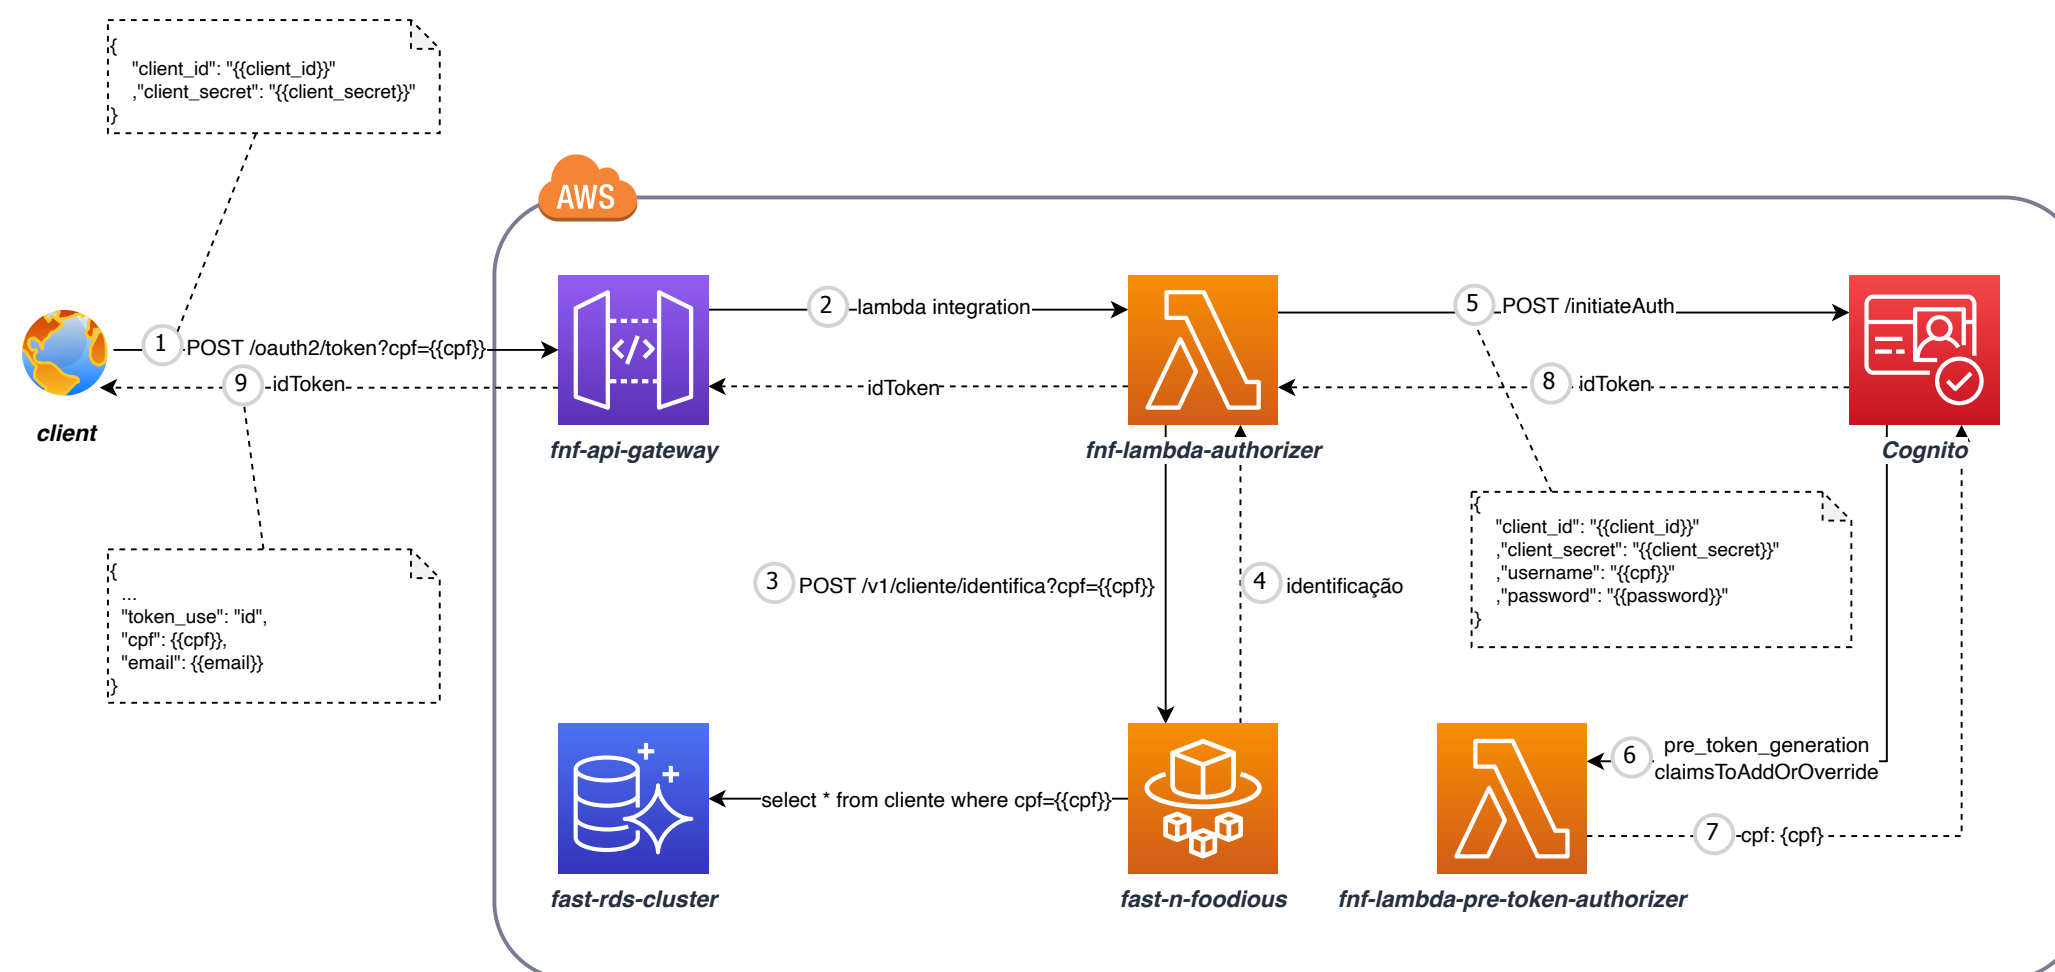 {
"client_id": "{{client_id}}"
,"client_secret": "{{client_secret}}"
}
AWS
1 POST /oauth2/token?cpf={{cpf}}
9 idToken
client
2 lambda integration
idToken
fnf-api-gateway
fnf-lambda-authorizer
5 POST /initiateAuth
8 idToken
Cognito
{
"client_id": "{{client_id}}"
,"client_secret": "{{client_secret}}"
,"username": "{{cpf}}"
,"password": "{{password}}"
}
{
...
"token_use": "id",
"cpf": {{cpf}},
"email": {{email}}
}
3 POST /v1/cliente/identifica?cpf={{cpf}}
4 identificação
select * from cliente where cpf={{cpf}}
6 pre_token_generation
claimsToAddOrOverride
7 cpf: {cpf}
fast-rds-cluster
fast-n-foodious
fnf-lambda-pre-token-authorizer